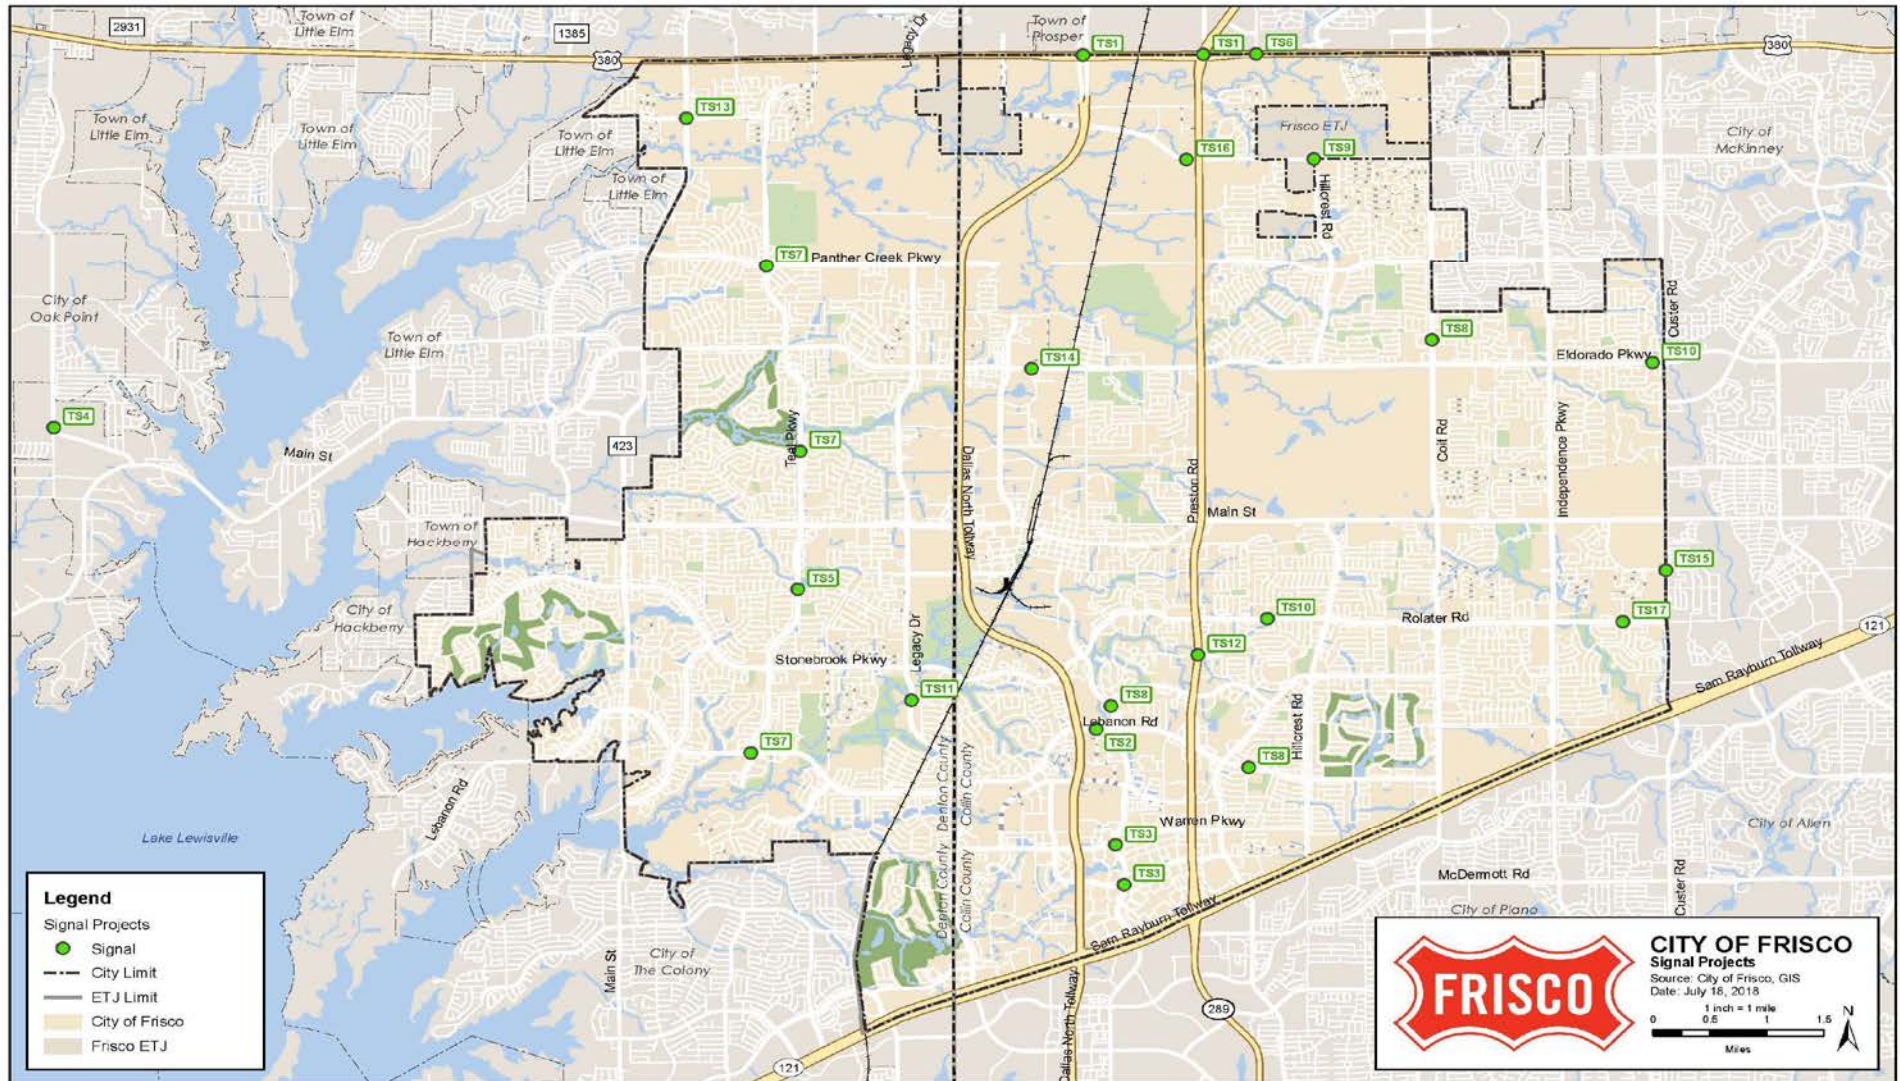 2931
Town of
Little Elm
1385
Legacy Dr
Town of
Prosper
TS1
TS1
TS6
380
380
TS13
Town of
Little Elm
Town of
Little Elm
Town of
Little Elm
Frisco ETJ
City of
McKinney
TS16
TS9
Town of
Little Elm
Hillcrest Rd
TS7
Panther Creek Pkwy
City of
Oak Point
Custer Rd
Town of
Little Elm
TS8
TS14
Eldorado Pkwy
TS10
TS4
Main St
423
Teal Pkwy
TS7
Dallas North Tollway
Preston Rd
Coit Rd
Independence Pkwy
Main St
Town of
Hackberry
TS15
TS5
City of
Hackberry
TS10
Rolater Rd
TS17
121
Legacy Dr
Stonebrook Pkwy
TS12
Sam Rayburn Tollway
TS11
TS8
Lebanon Rd
TS2
Hillcrest Rd
TS7
TS8
Denton County
Collin County
Lebanon Rd
Lake Lewisville
TS3
Warren Pkwy
City of Allen
TS3
Denton County
Collin County
McDermott Rd
Custer Rd
City of Plano
Sam Rayburn Tollway
Main St
City of
The Colony
Dallas North Tollway
289
121
Legend
Signal Projects
Signal
City Limit
ETJ Limit
City of Frisco
Frisco ETJ
FRISCO
CITY OF FRISCO
Signal Projects
Source: City of Frisco, GIS
Date: July 18, 2018
1 inch = 1 mile
0 0.5 1 1.5
Miles
N